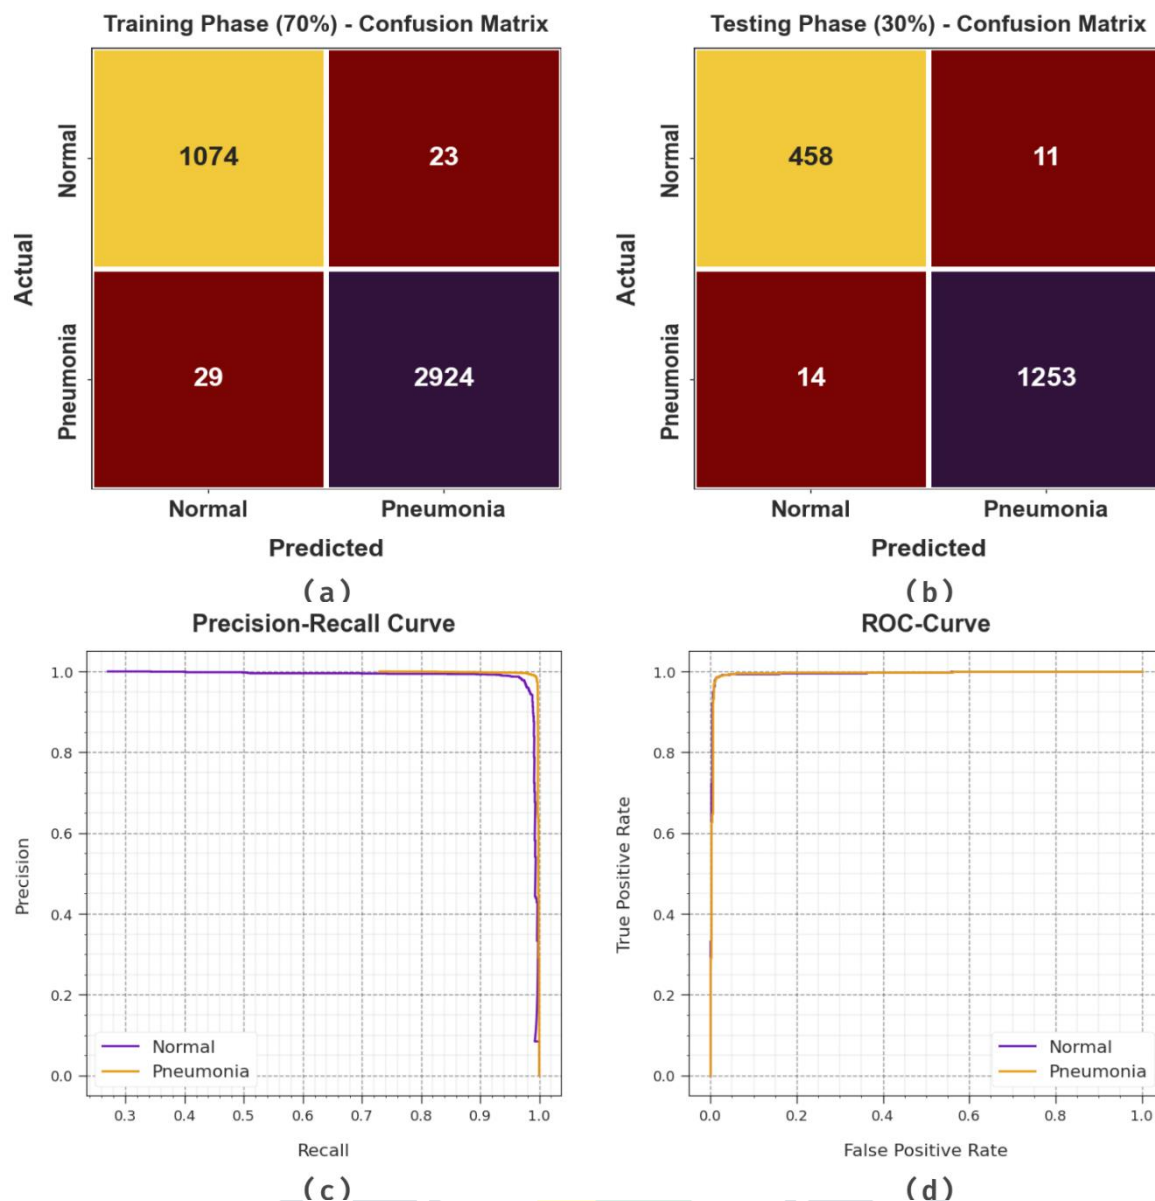 Training Phase (70%) - Confusion Matrix
Normal
1074
23
Actual
Pneumonia
29
2924
Normal
Pneumonia
Predicted
(a)
Testing Phase (30%) - Confusion Matrix
Normal
458
11
Actual
Pneumonia
14
1253
Normal
Pneumonia
Predicted
(b)
Precision-Recall Curve
1.0
0.8
0.6
Precision
0.4
0.2
0.0
Normal
Pneumonia
0.3 0.4 0.5 0.6 0.7 0.8 0.9 1.0
Recall
(c)
ROC-Curve
1.0
0.8
0.6
True Positive Rate
0.4
0.2
0.0
Normal
Pneumonia
0.0 0.2 0.4 0.6 0.8 1.0
False Positive Rate
(d)